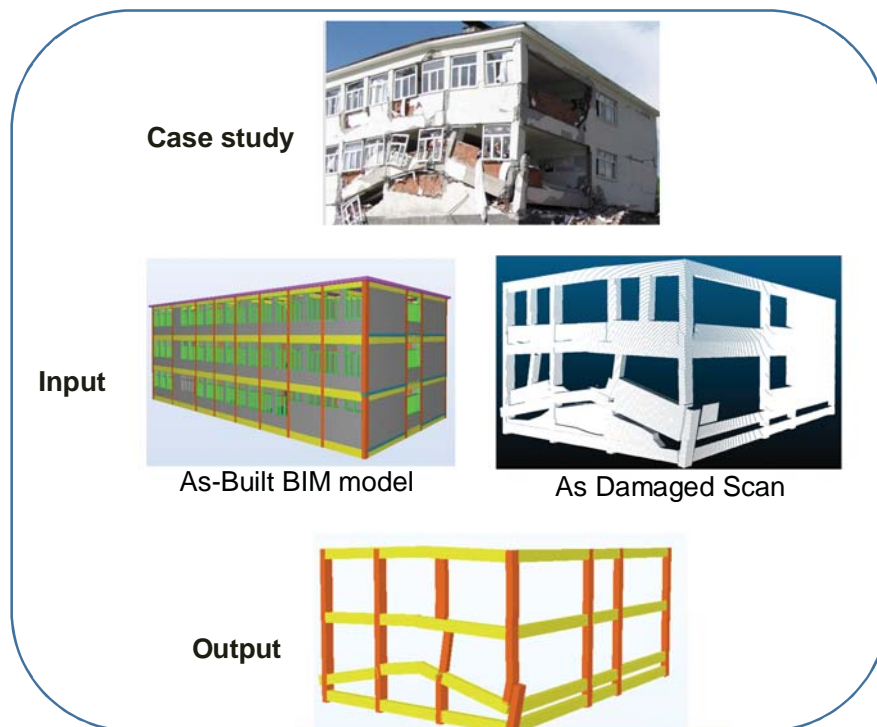 Case study
Input
As-Built BIM model
As Damaged Scan
Output